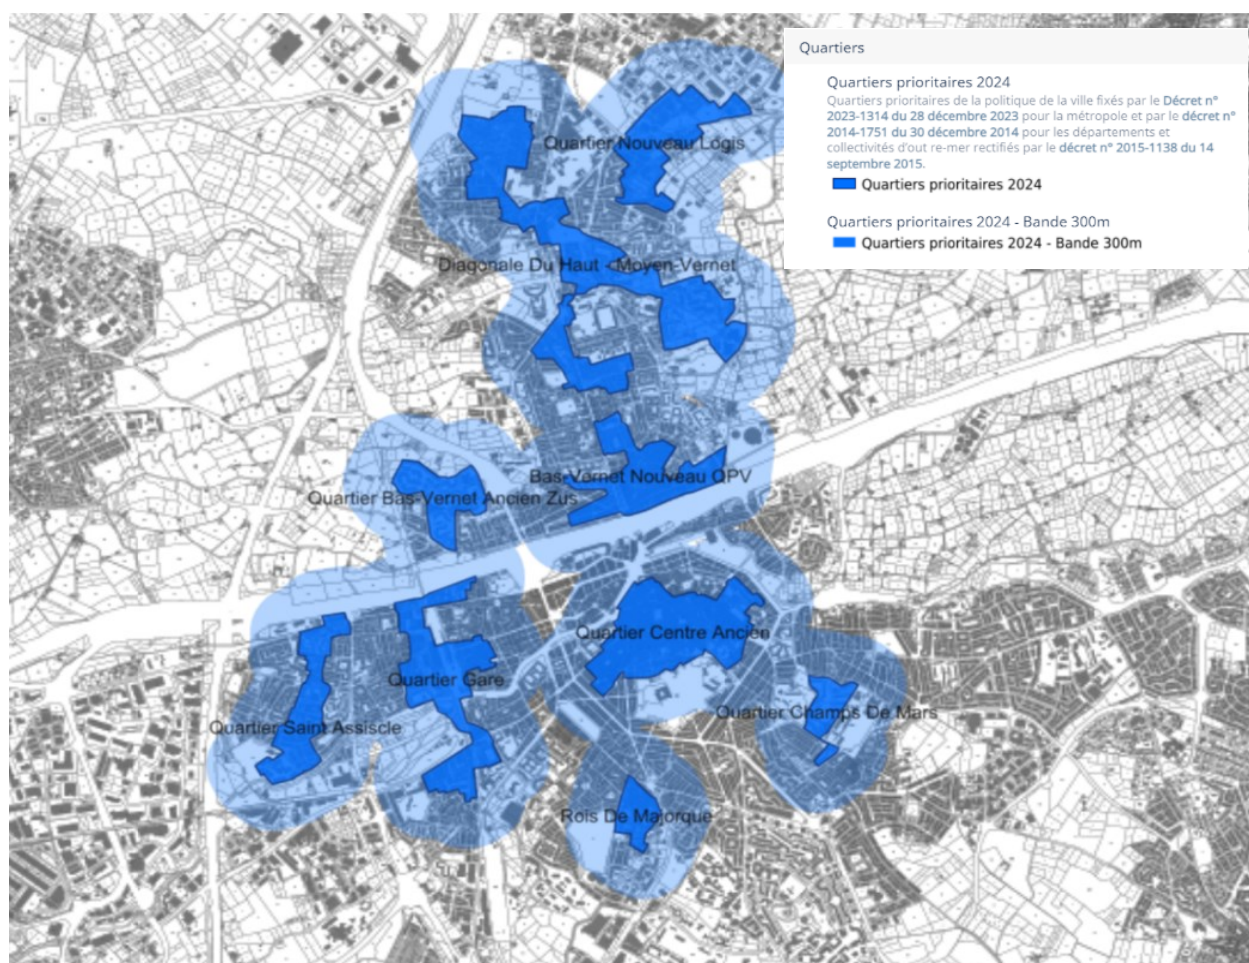 Quartiers
Quartiers prioritaires 2024
Quartiers prioritaires de la politique de la ville fixés par le Décret n°
2023-1314 du 28 décembre 2023 pour la métropole et par le décret n°
2014-1751 du 30 décembre 2014 pour les départements et
collectivités d'out re-mer rectifiés par le décret n° 2015-1138 du 14
septembre 2015.
Quartiers prioritaires 2024
Quartiers prioritaires 2024 - Bande 300m
Quartiers prioritaires 2024 - Bande 300m
Quartier Nouveau Logis
Diagonale Du Haut - Moyen-Vernet
Bas-Vernet Nouveau QPV
Quartier Bas-Vernet Ancien Zus
Quartier Centre Ancien
Quartier Gare
Quartier Champs De Mars
Quartier Saint Assiscle
Rois De Majorque